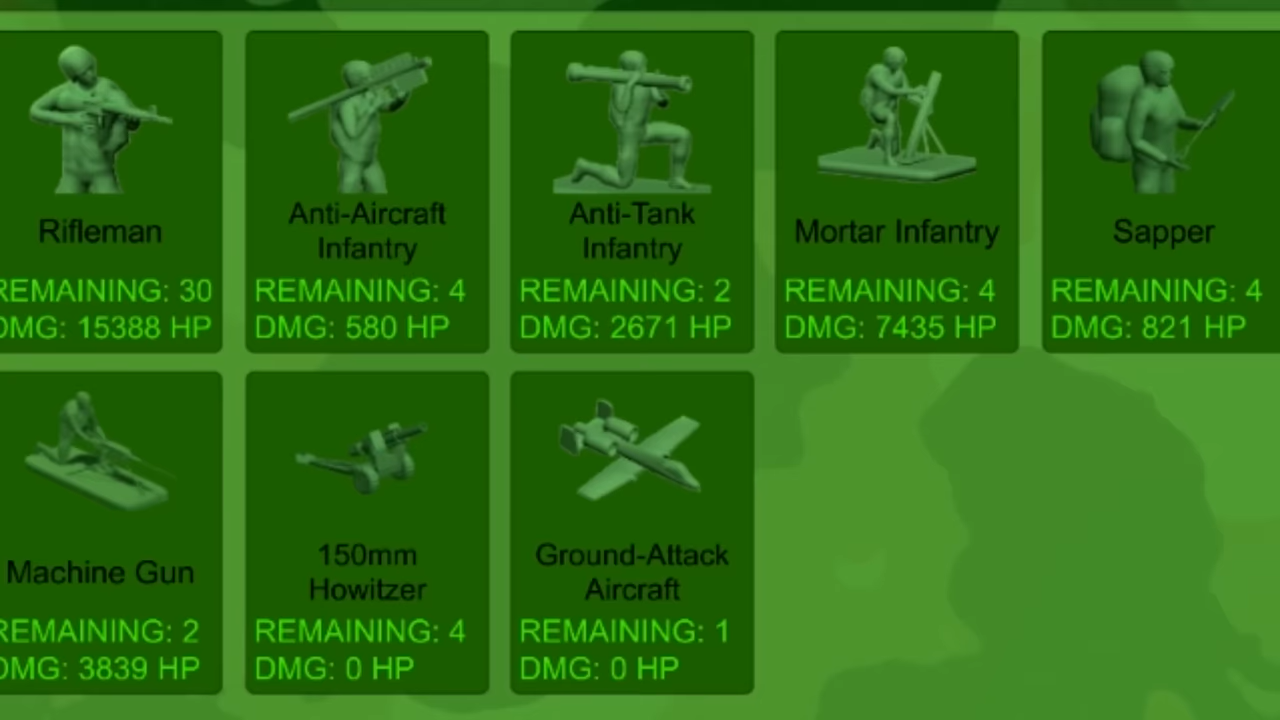 Rifleman
REMAINING: 30
DMG: 15388 HP
Anti-Aircraft
Infantry
REMAINING: 4
DMG: 580 HP
Anti-Tank
Infantry
REMAINING: 2
DMG: 2671 HP
Mortar Infantry
REMAINING: 4
DMG: 7435 HP
Sapper
REMAINING: 4
DMG: 821 HP
Machine Gun
REMAINING: 2
DMG: 3839 HP
150mm
Howitzer
REMAINING: 4
DMG: 0 HP
Ground-Attack
Aircraft
REMAINING: 1
DMG: 0 HP